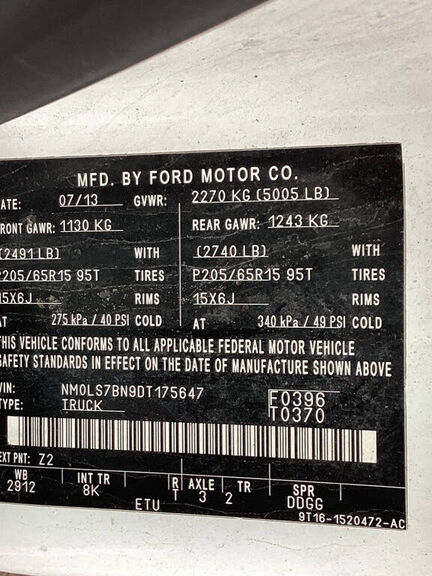 MFD. BY FORD MOTOR CO.
ATE: 07/13 GVWR: 2270 KG (5005 LB)
RONT GAWR: 1130 KG REAR GAWR: 1243 KG
(2491 LB) WITH (2740 LB) WITH
P205/65R15 95T TIRES P205/65R15 95T TIRES
15X6J RIMS 15X6J RIMS
AT 275 kPa / 40 PSI COLD AT 340 kPa / 49 PSI COLD
THIS VEHICLE CONFORMS TO ALL APPLICABLE FEDERAL MOTOR VEHICLE
SAFETY STANDARDS IN EFFECT ON THE DATE OF MANUFACTURE SHOWN ABOVE
VIN: NM0LS7BN9DT175647 F0396
TYPE: TRUCK T0370
EXT PNT: Z2
WB INT TR R AXLE TR SPR
2912 8K T 3 2 DDGG
ETU 9T16-1520472-AC